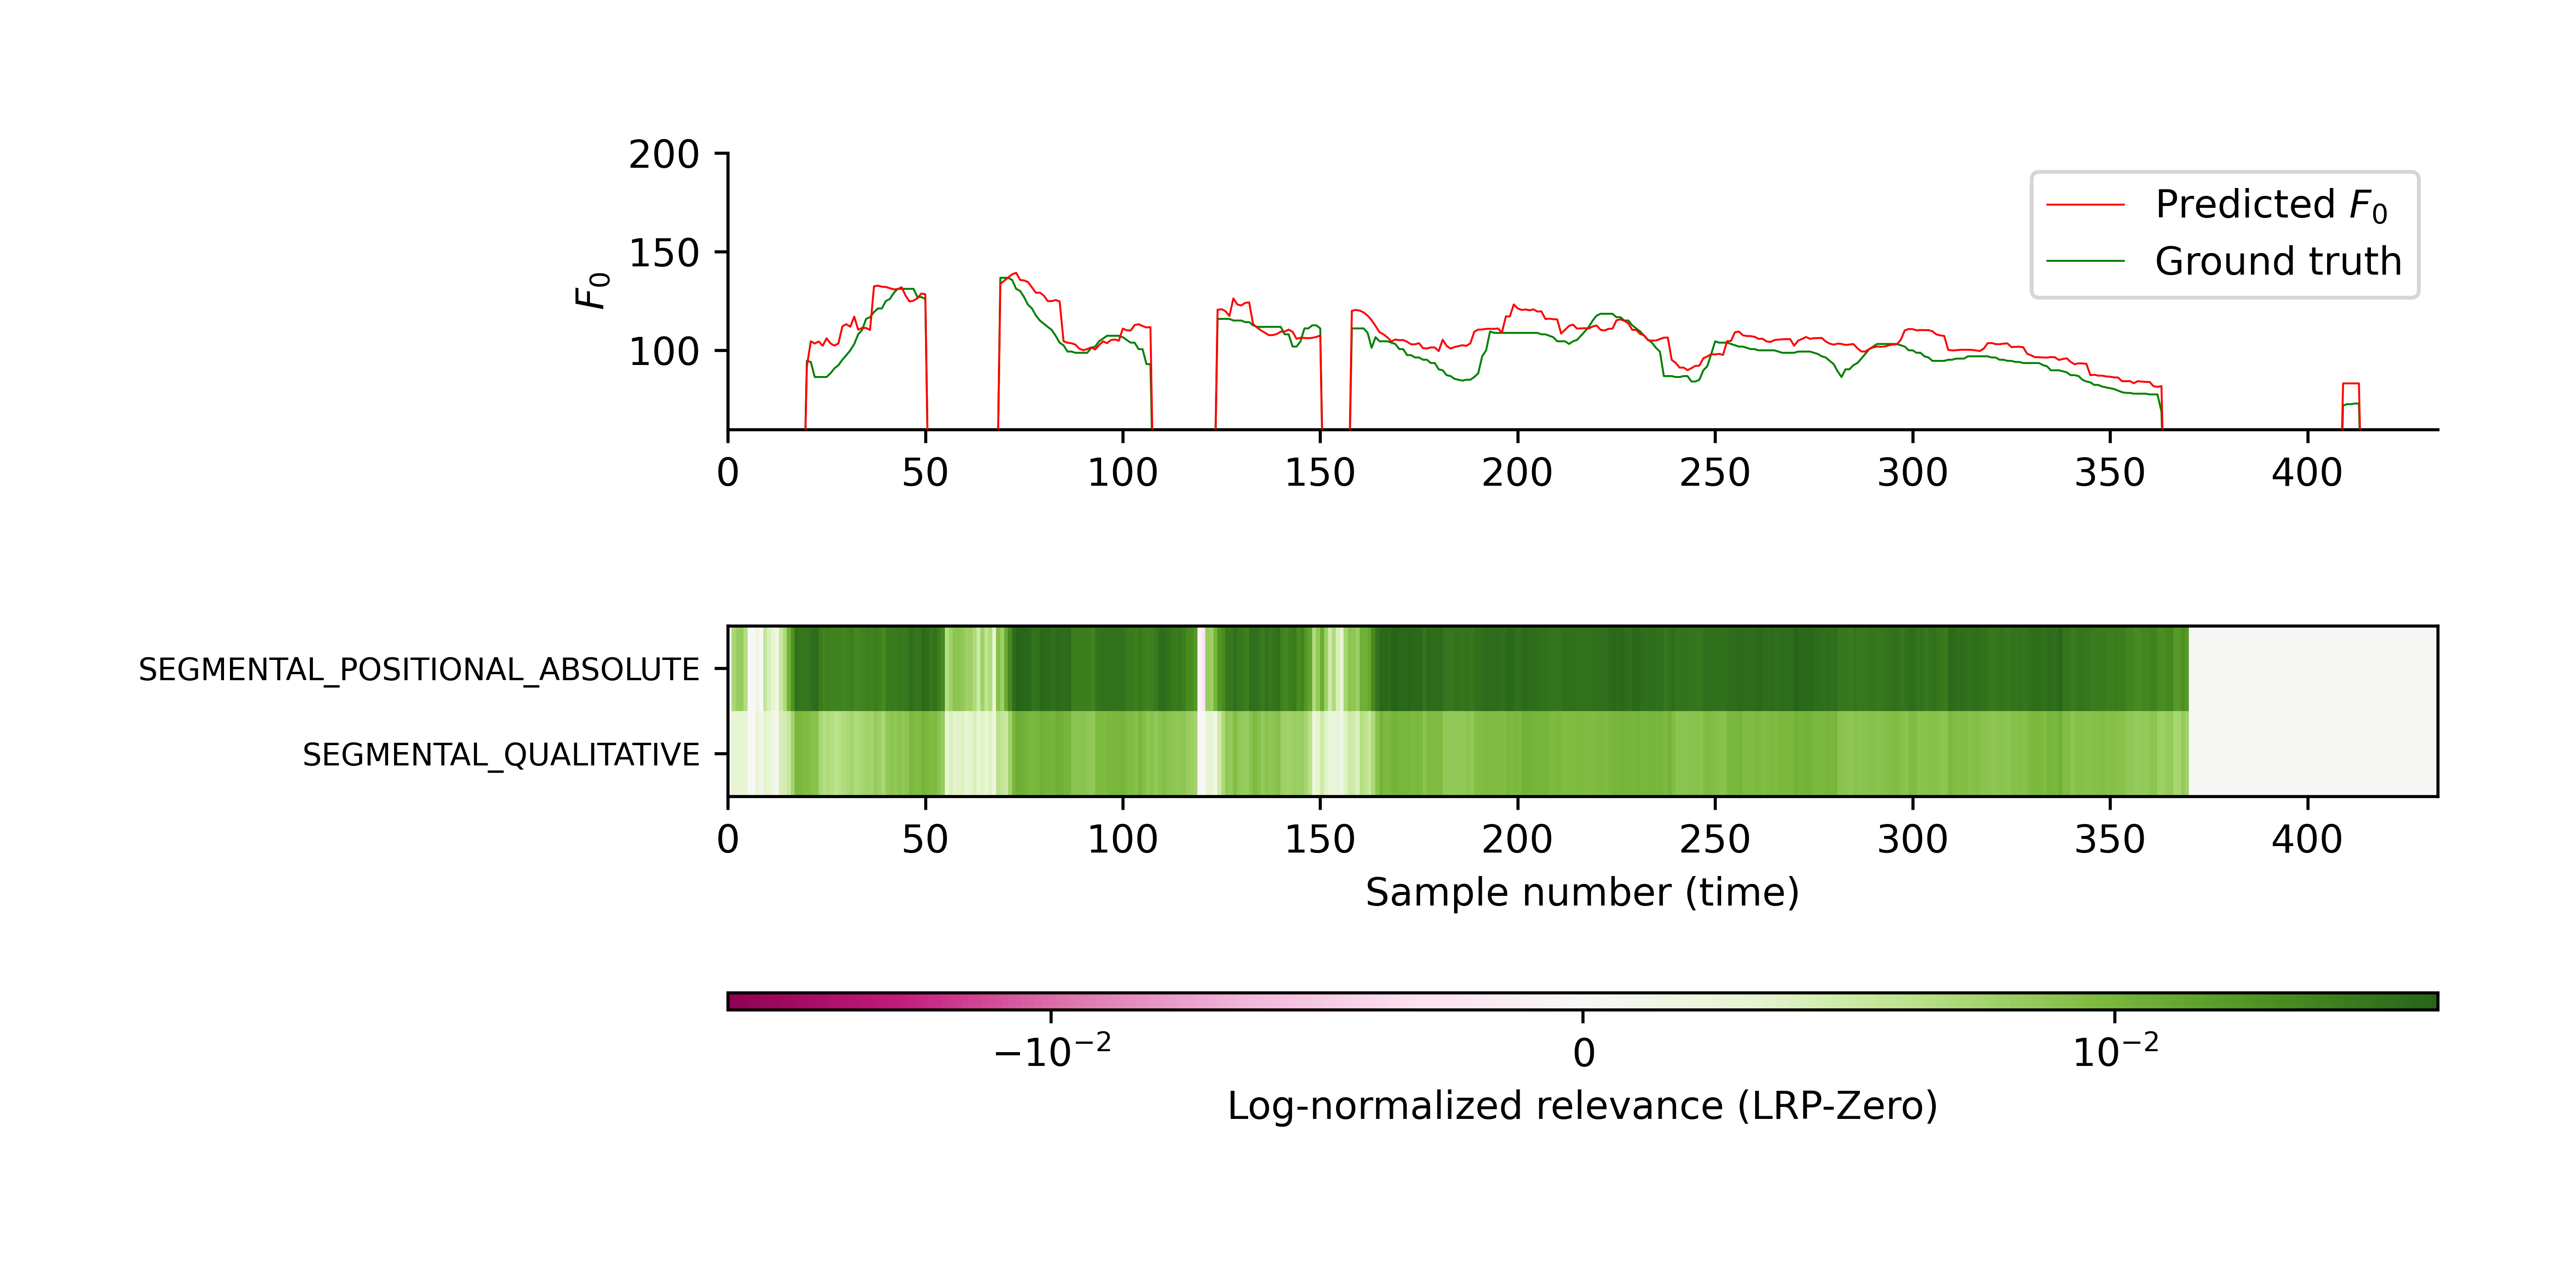 200
150
100
F₀
Predicted F₀
Ground truth
0 50 100 150 200 250 300 350 400
SEGMENTAL_POSITIONAL_ABSOLUTE
SEGMENTAL_QUALITATIVE
0 50 100 150 200 250 300 350 400
Sample number (time)
−10⁻² 0 10⁻²
Log-normalized relevance (LRP-Zero)